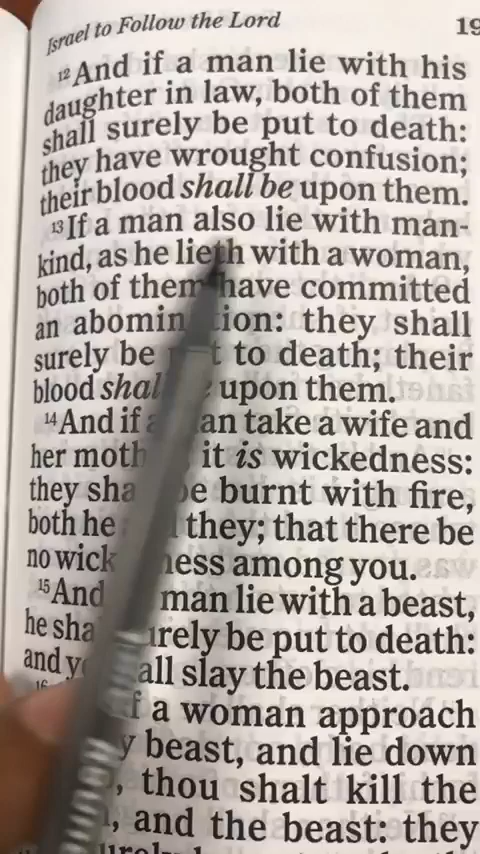 Israel to Follow the Lord
19
12 And if a man lie with his
daughter in law, both of them
shall surely be put to death:
they have wrought confusion;
their blood shall be upon them.
13 If a man also lie with man-
kind, as he lieth with a woman,
both of them have committed
an abomin tion: they shall
surely be t to death; their
blood shal upon them.
14 And if a an take a wife and
her moth it is wickedness:
they sha be burnt with fire,
both he they; that there be
no wick ness among you.
15 And man lie with a beast,
he sha urely be put to death:
and y all slay the beast.
16 f a woman approach
y beast, and lie down
, thou shalt kill the
, and the beast: they